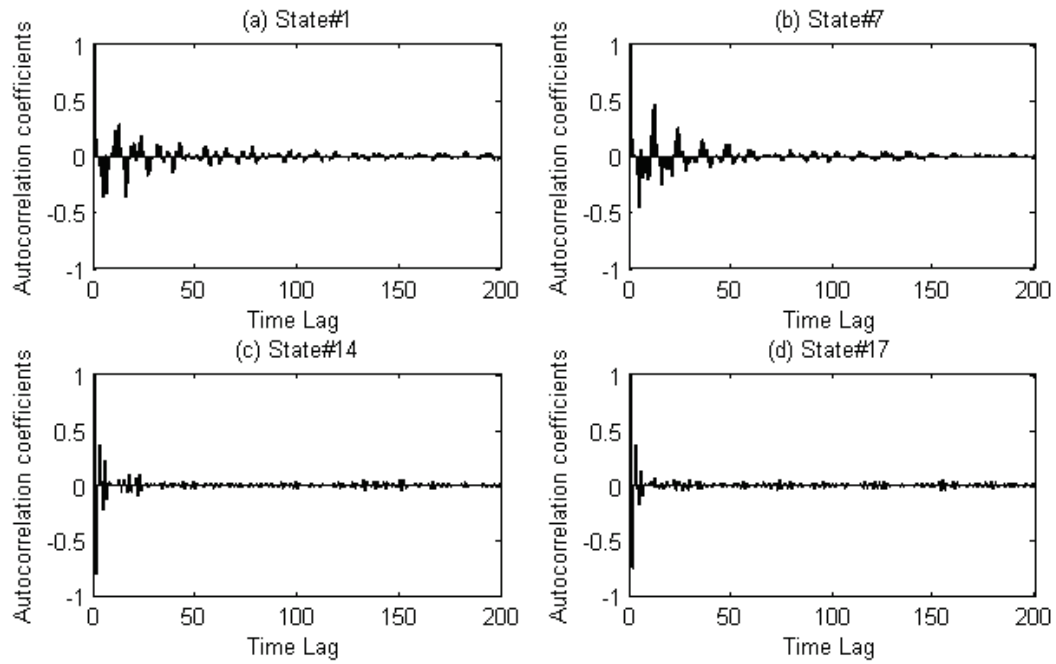 (a) State#1
Autocorrelation coefficients
1
0.5
0
-0.5
-1
0 50 100 150 200
Time Lag
(b) State#7
Autocorrelation coefficients
1
0.5
0
-0.5
-1
0 50 100 150 200
Time Lag
(c) State#14
Autocorrelation coefficients
1
0.5
0
-0.5
-1
0 50 100 150 200
Time Lag
(d) State#17
Autocorrelation coefficients
1
0.5
0
-0.5
-1
0 50 100 150 200
Time Lag